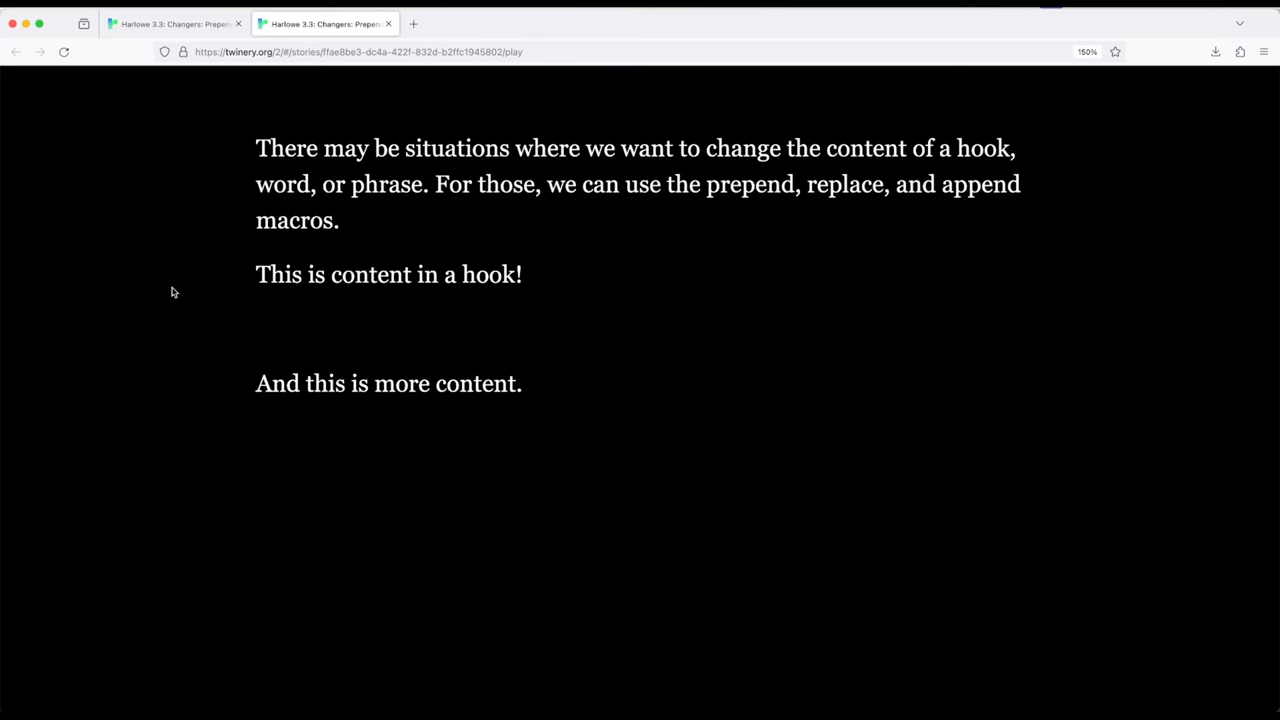 Harlowe 3.3: Changers: Prepen
Harlowe 3.3: Changers: Prepen
https://twinery.org/2/#/stories/ffae8be3-dc4a-422f-832d-b2ffc1945802/play
150%
There may be situations where we want to change the content of a hook,
word, or phrase. For those, we can use the prepend, replace, and append
macros.
This is content in a hook!
And this is more content.